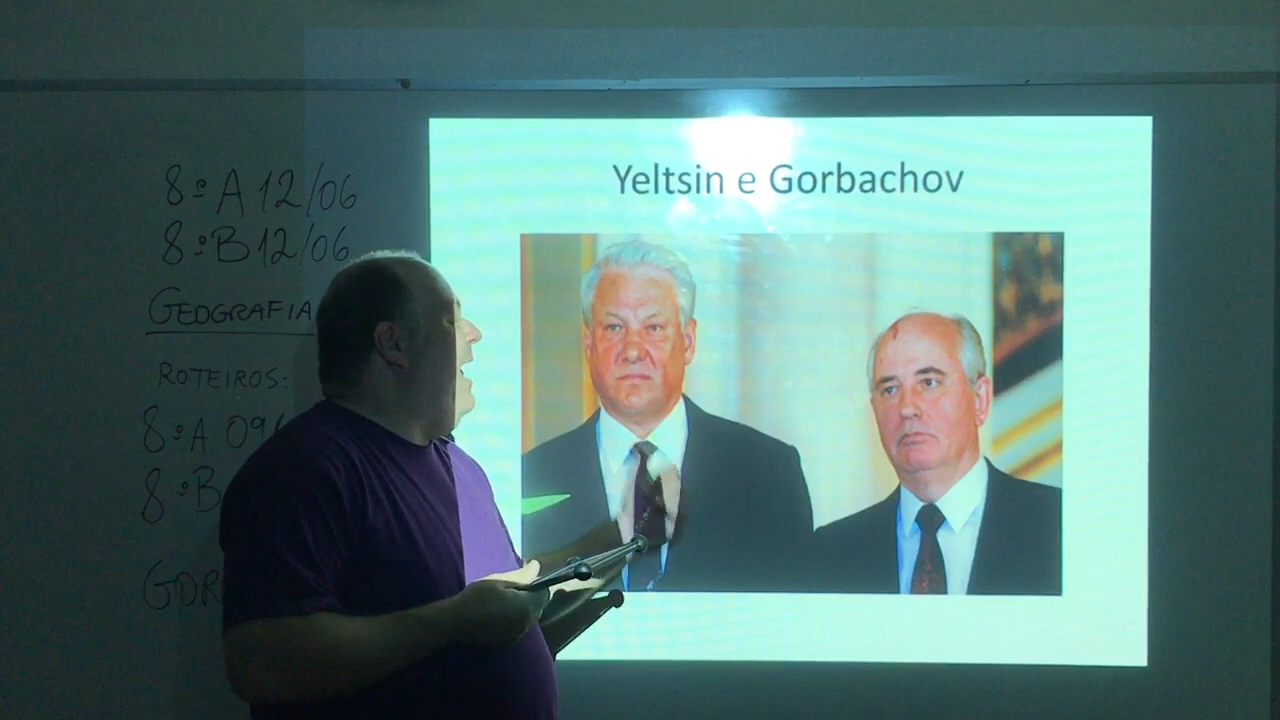 Yeltsin e Gorbachov
8ºA 12/06
8ºB 12/06
GEOGRAFIA
ROTEIROS:
8ºA
8ºB